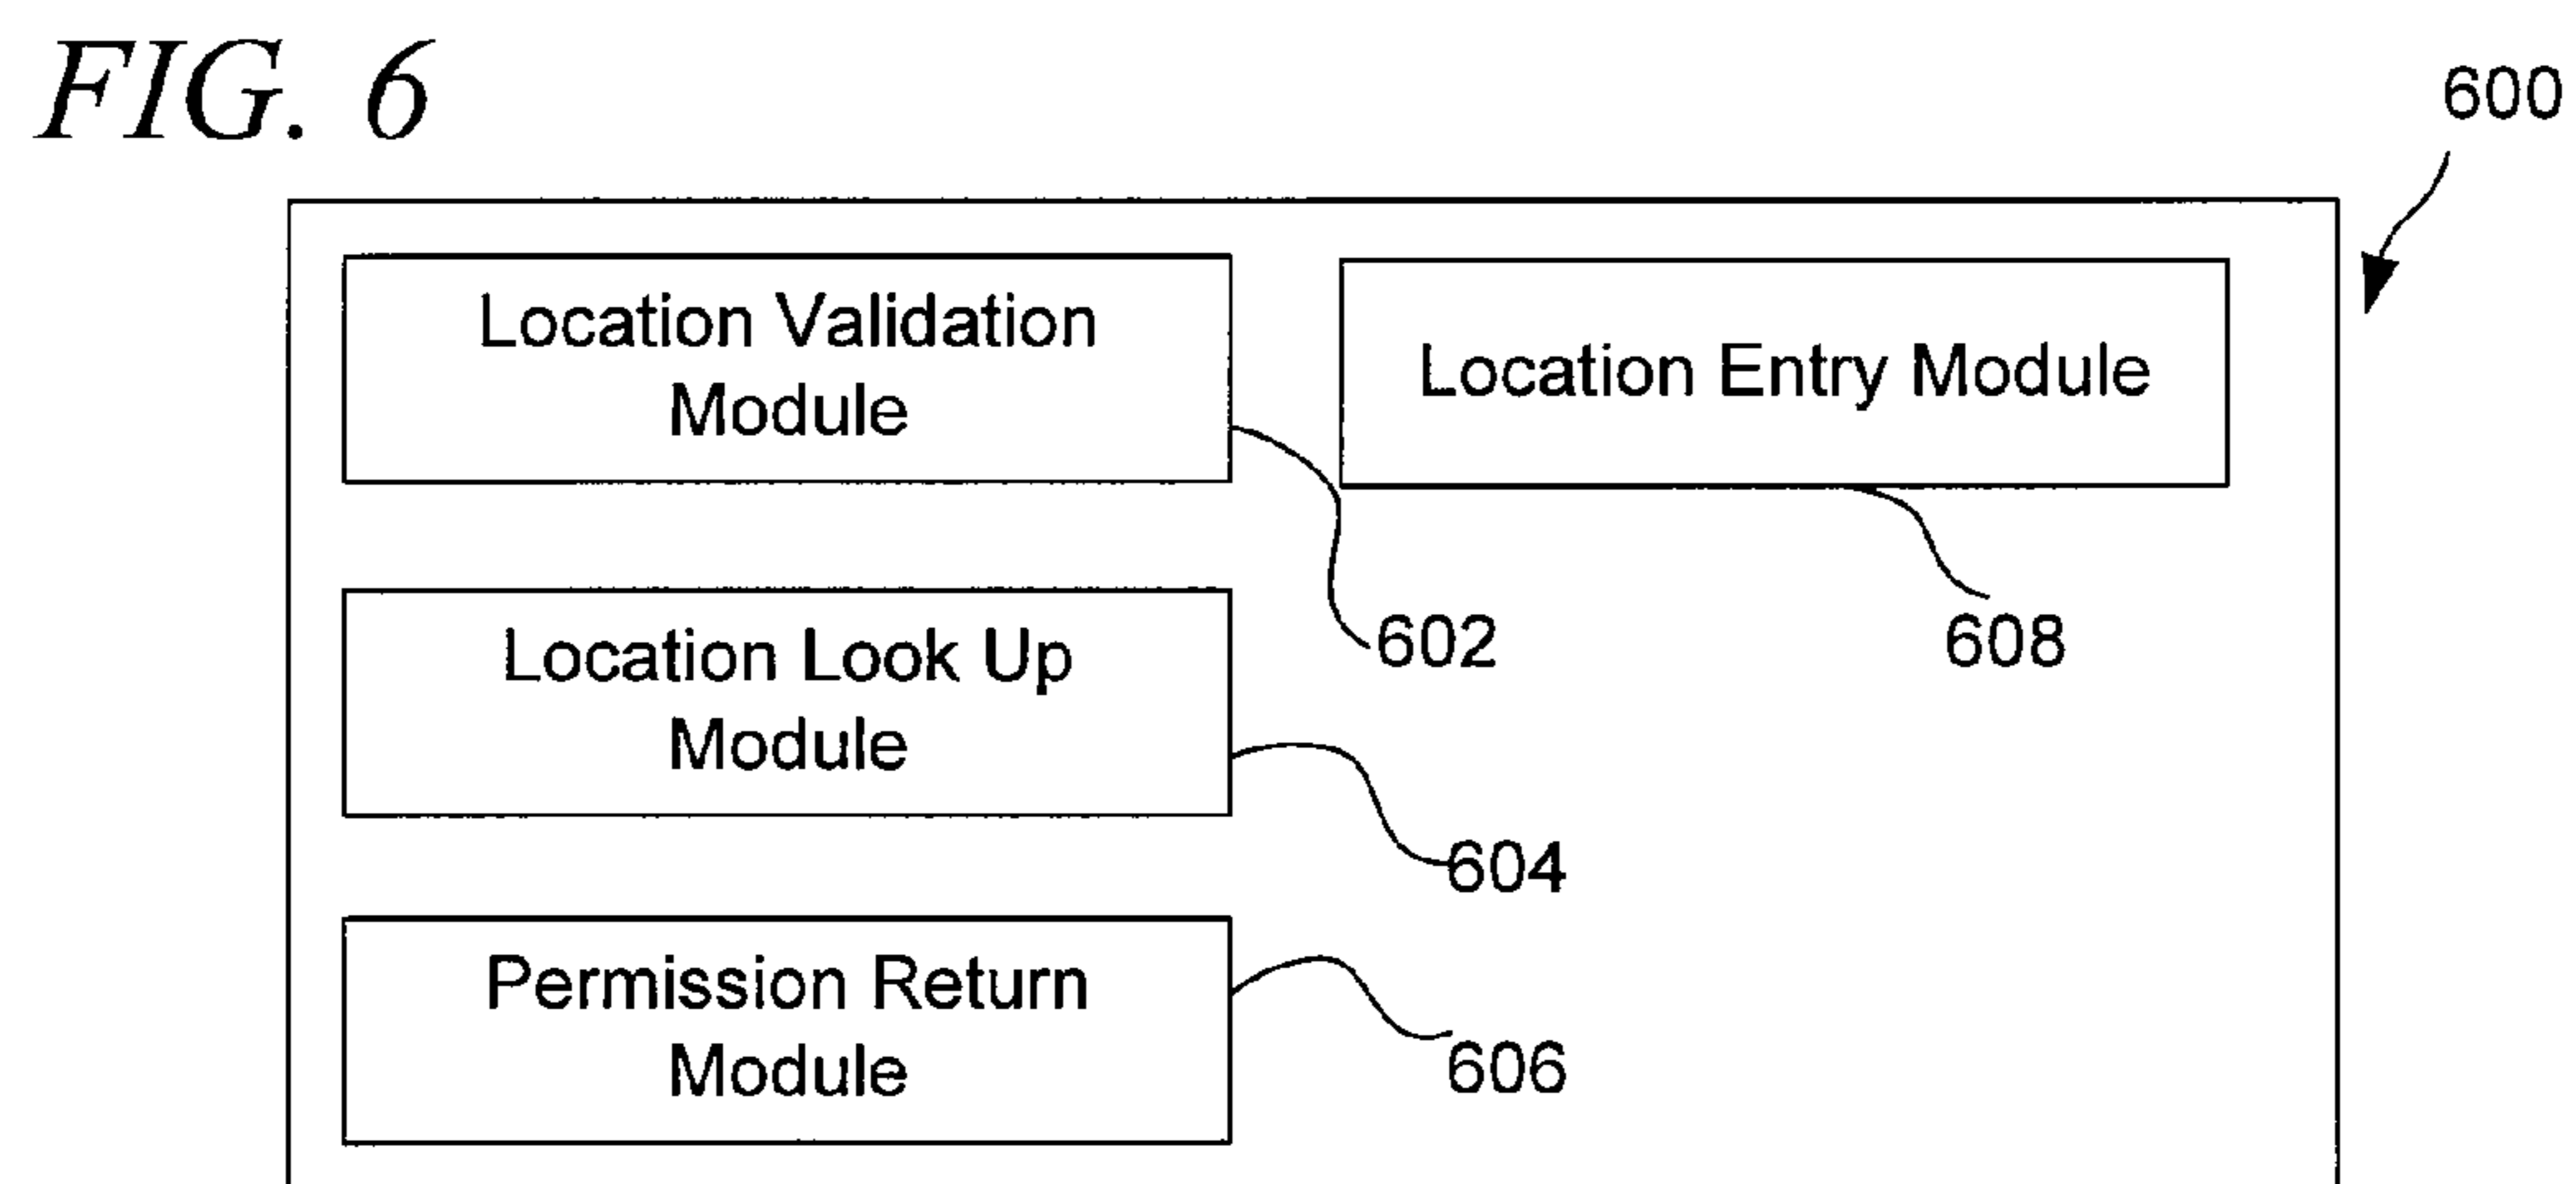 FIG. 6
600
Location Validation
Module
Location Entry Module
602
608
Location Look Up
Module
604
Permission Return
Module
606